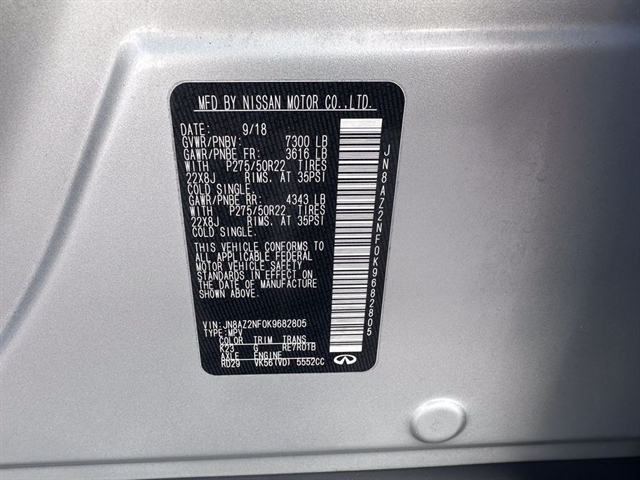 MFD BY NISSAN MOTOR CO.,LTD.
DATE: 9/18
GVWR/PNBV: 7300 LB
GAWR/PNBE FR: 3616 LB
WITH P275/50R22 TIRES
22X8J RIMS. AT 35PSI
COLD SINGLE.
GAWR/PNBE RR: 4343 LB
WITH P275/50R22 TIRES
22X8J RIMS. AT 35PSI
COLD SINGLE.
THIS VEHICLE CONFORMS TO
ALL APPLICABLE FEDERAL
MOTOR VEHICLE SAFETY
STANDARDS IN EFFECT ON
THE DATE OF MANUFACTURE
SHOWN ABOVE.
VIN: JN8AZ2NF0K9682805
TYPE: MPV
COLOR TRIM TRANS
K23 G RE7R01B
AXLE ENGINE
RD29 VK56(VD) 5552CC
JN8AZ2NF0K9682805
INFINITI